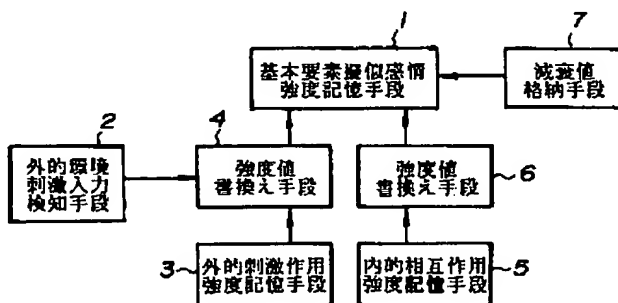 1
基本要素擬似感情
強度記憶手段
7
減衰値
格納手段
2
外的環境
刺激入力
検知手段
4
強度値
書換え手段
強度値
書換え手段
6
3
外的刺激作用
強度記憶手段
内的相互作用
強度記憶手段
5